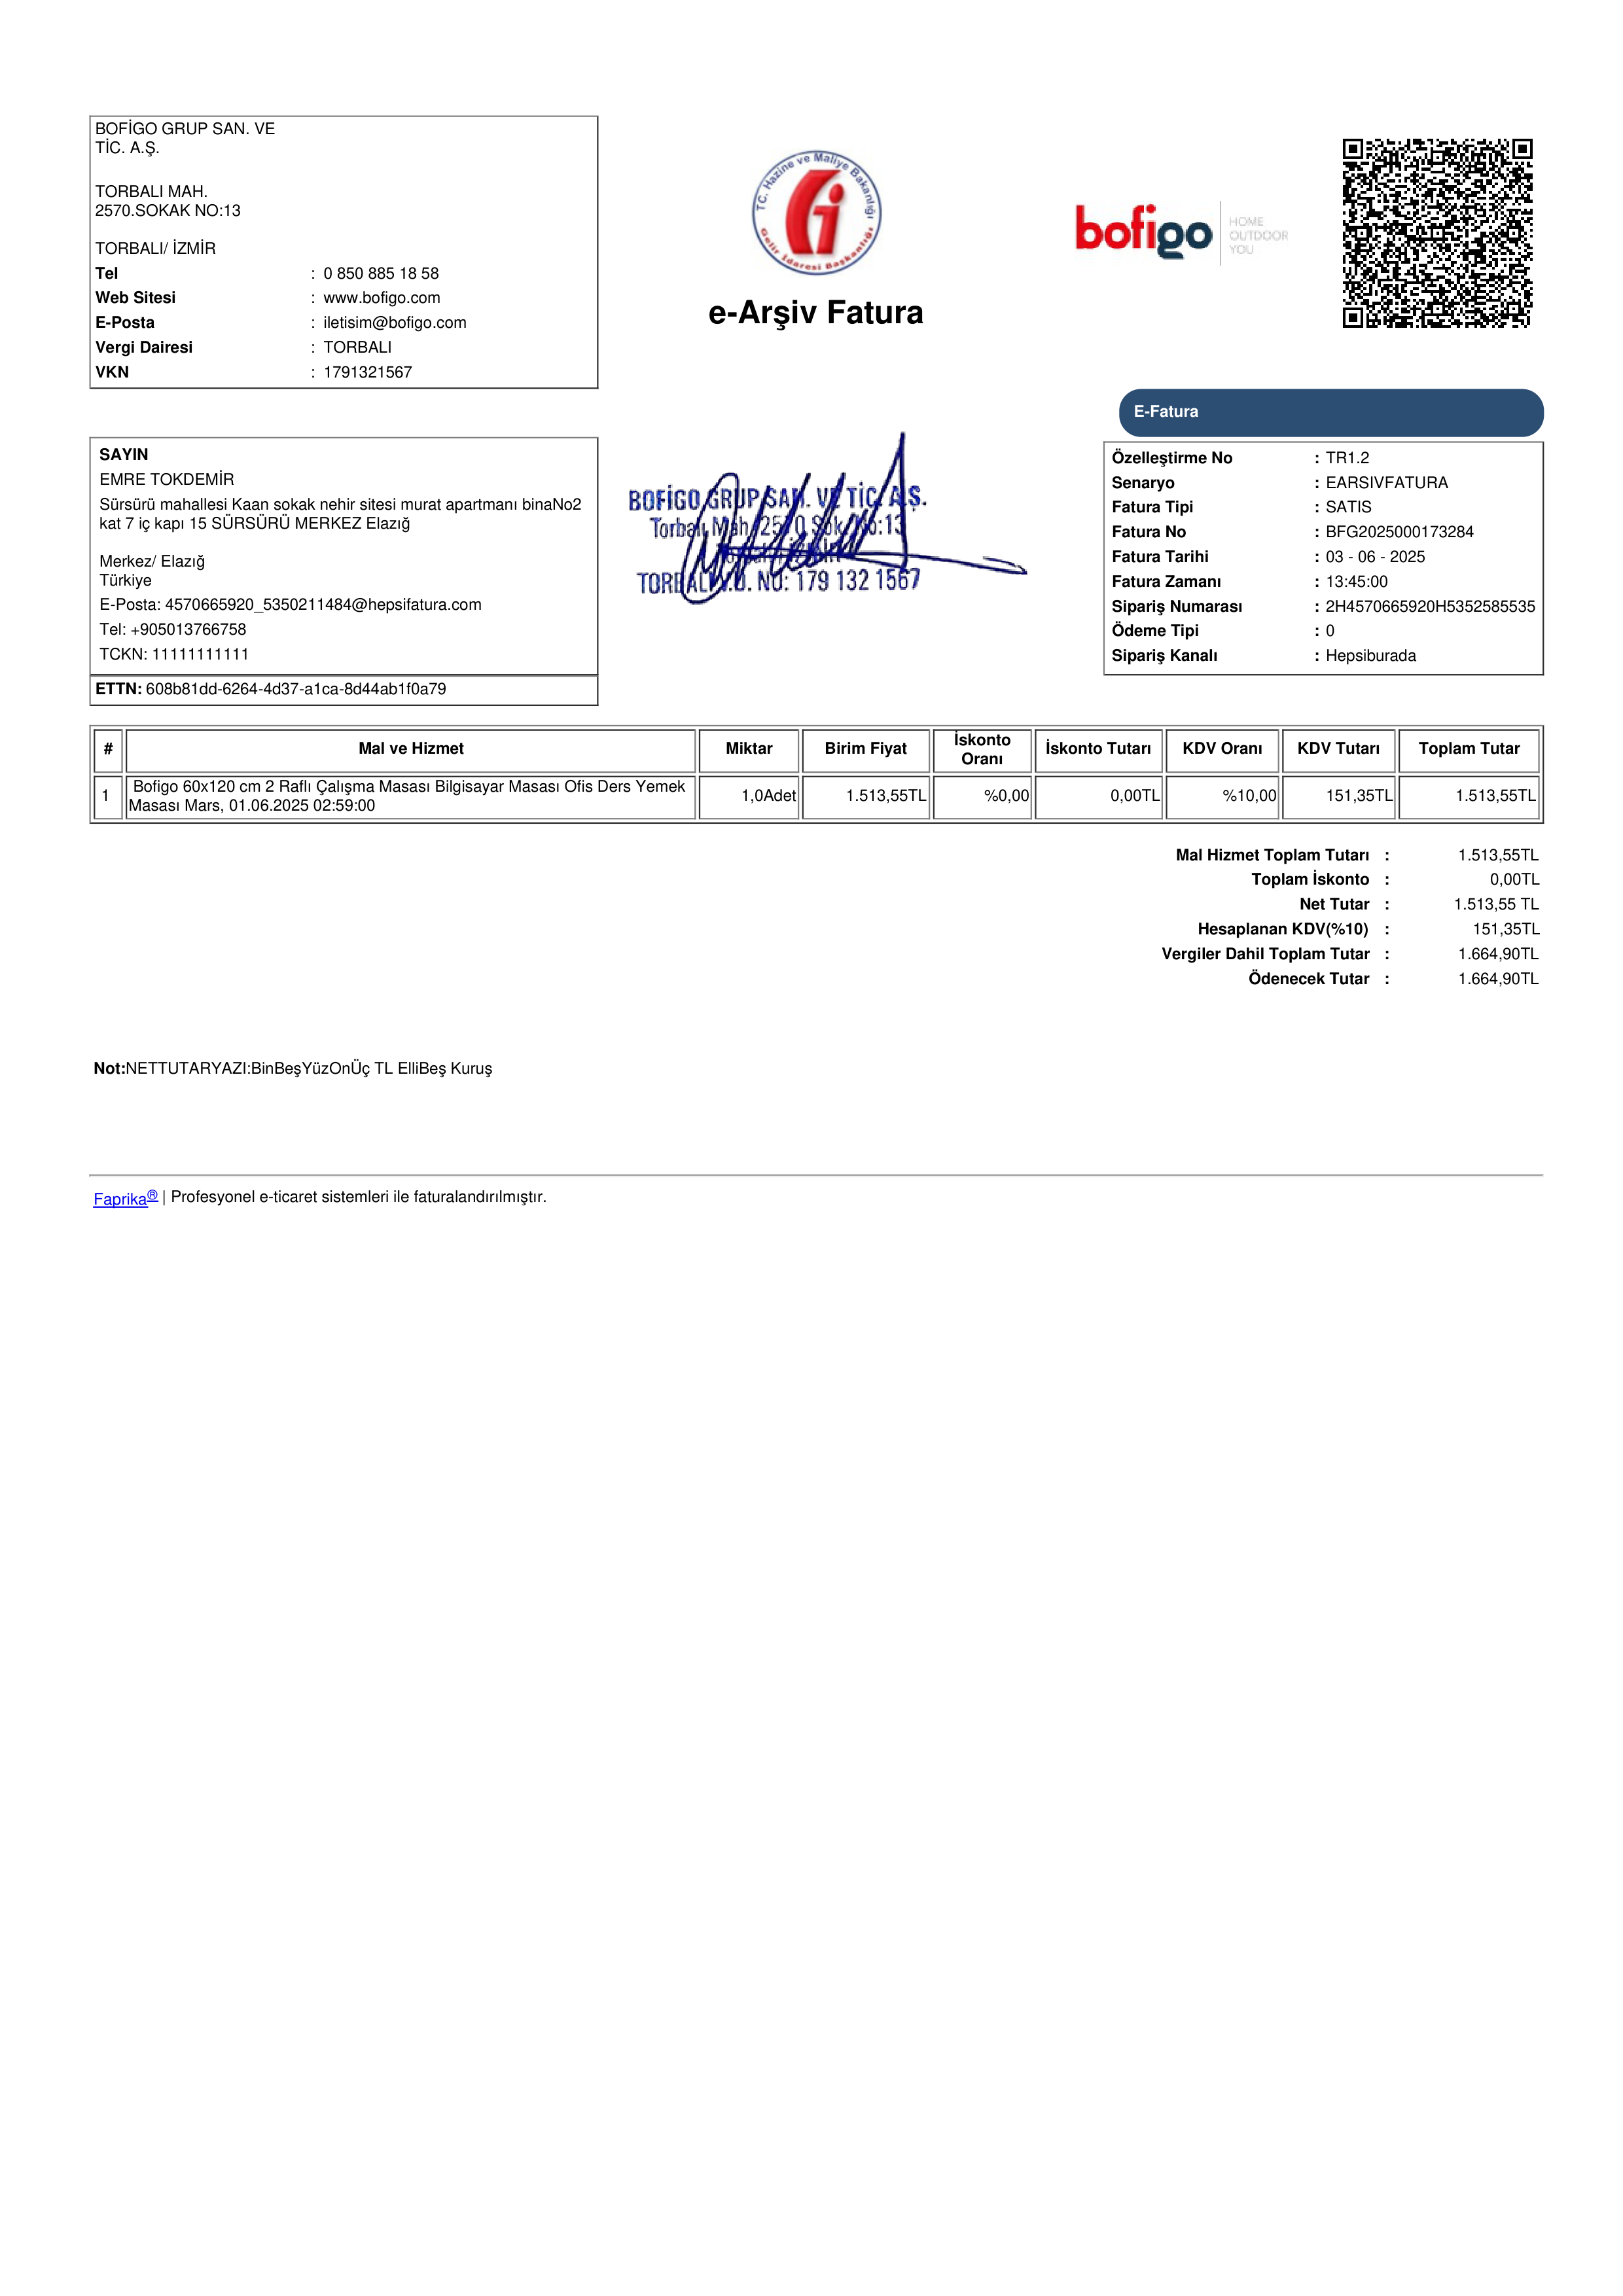 BOFİGO GRUP SAN. VE
TİC. A.Ş.
TORBALI MAH.
2570.SOKAK NO:13
TORBALI/ İZMİR
Tel : 0 850 885 18 58
Web Sitesi : www.bofigo.com
E-Posta : iletisim@bofigo.com
Vergi Dairesi : TORBALI
VKN : 1791321567
TC. Hazine ve Maliye Bakanlığı
Gelir İdaresi Başkanlığı
e-Arşiv Fatura
bofigo
HOME
OUTDOOR
YOU
E-Fatura
SAYIN
EMRE TOKDEMİR
Sürsürü mahallesi Kaan sokak nehir sitesi murat apartmanı binaNo2
kat 7 iç kapı 15 SÜRSÜRÜ MERKEZ Elazığ
Merkez/ Elazığ
Türkiye
E-Posta: 4570665920_5350211484@hepsifatura.com
Tel: +905013766758
TCKN: 11111111111
ETTN: 608b81dd-6264-4d37-a1ca-8d44ab1f0a79
BOFİGO GRUP SAN. VE TİC. A.Ş.
Torbalı Mah. 2570 Sok. No:13
TORBALI V.D. NO: 179 132 1567
Özelleştirme No : TR1.2
Senaryo : EARSIVFATURA
Fatura Tipi : SATIS
Fatura No : BFG2025000173284
Fatura Tarihi : 03 - 06 - 2025
Fatura Zamanı : 13:45:00
Sipariş Numarası : 2H4570665920H5352585535
Ödeme Tipi : 0
Sipariş Kanalı : Hepsiburada
# Mal ve Hizmet Miktar Birim Fiyat İskonto Oranı İskonto Tutarı KDV Oranı KDV Tutarı Toplam Tutar
1 Bofigo 60x120 cm 2 Raflı Çalışma Masası Bilgisayar Masası Ofis Ders Yemek
Masası Mars, 01.06.2025 02:59:00 1,0Adet 1.513,55TL %0,00 0,00TL %10,00 151,35TL 1.513,55TL
Mal Hizmet Toplam Tutarı : 1.513,55TL
Toplam İskonto : 0,00TL
Net Tutar : 1.513,55 TL
Hesaplanan KDV(%10) : 151,35TL
Vergiler Dahil Toplam Tutar : 1.664,90TL
Ödenecek Tutar : 1.664,90TL
Not:NETTUTARYAZI:BinBeşYüzOnÜç TL ElliBeş Kuruş
Faprika® | Profesyonel e-ticaret sistemleri ile faturalandırılmıştır.